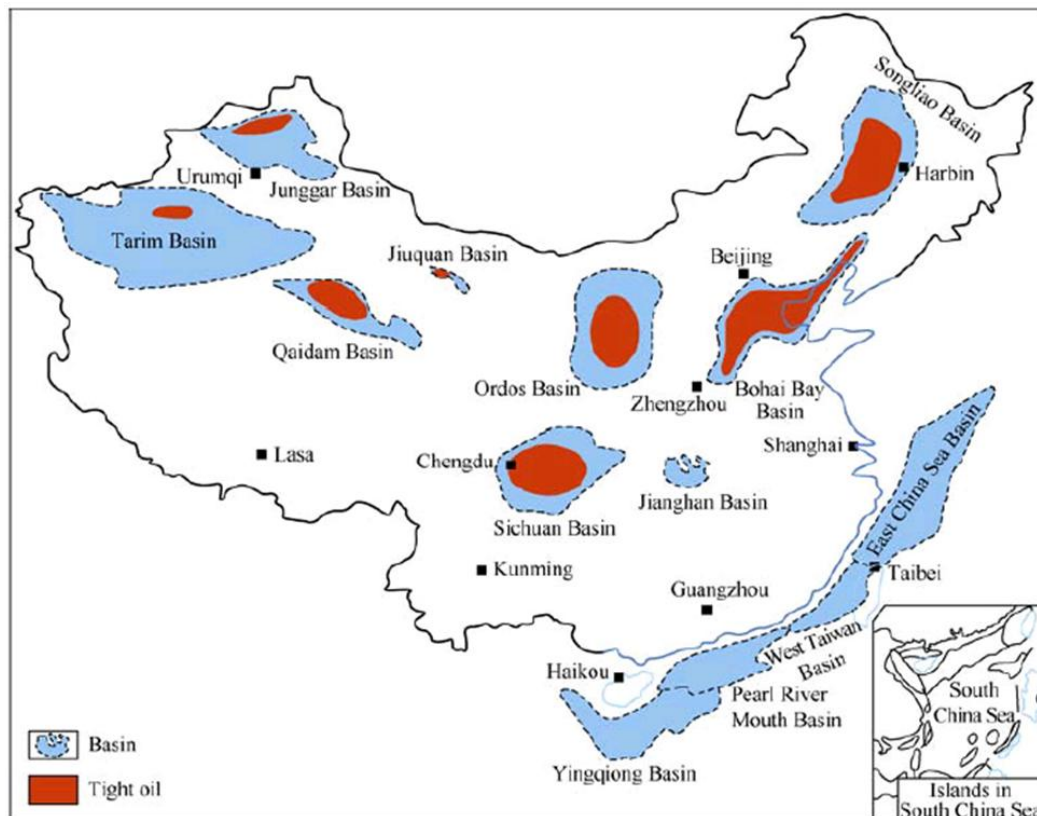 Songliao Basin
Urumqi
Junggar Basin
Harbin
Tarim Basin
Jiuquan Basin
Beijing
Qaidam Basin
Ordos Basin
Zhengzhou
Bohai Bay
Basin
Lasa
Chengdu
Shanghai
East China Sea Basin
Jianghan Basin
Sichuan Basin
Kunming
Taibei
Guangzhou
West Taiwan
Basin
Haikou
Pearl River
Mouth Basin
South
China Sea
Yingqiong Basin
Basin
Tight oil
Islands in
South China Sea